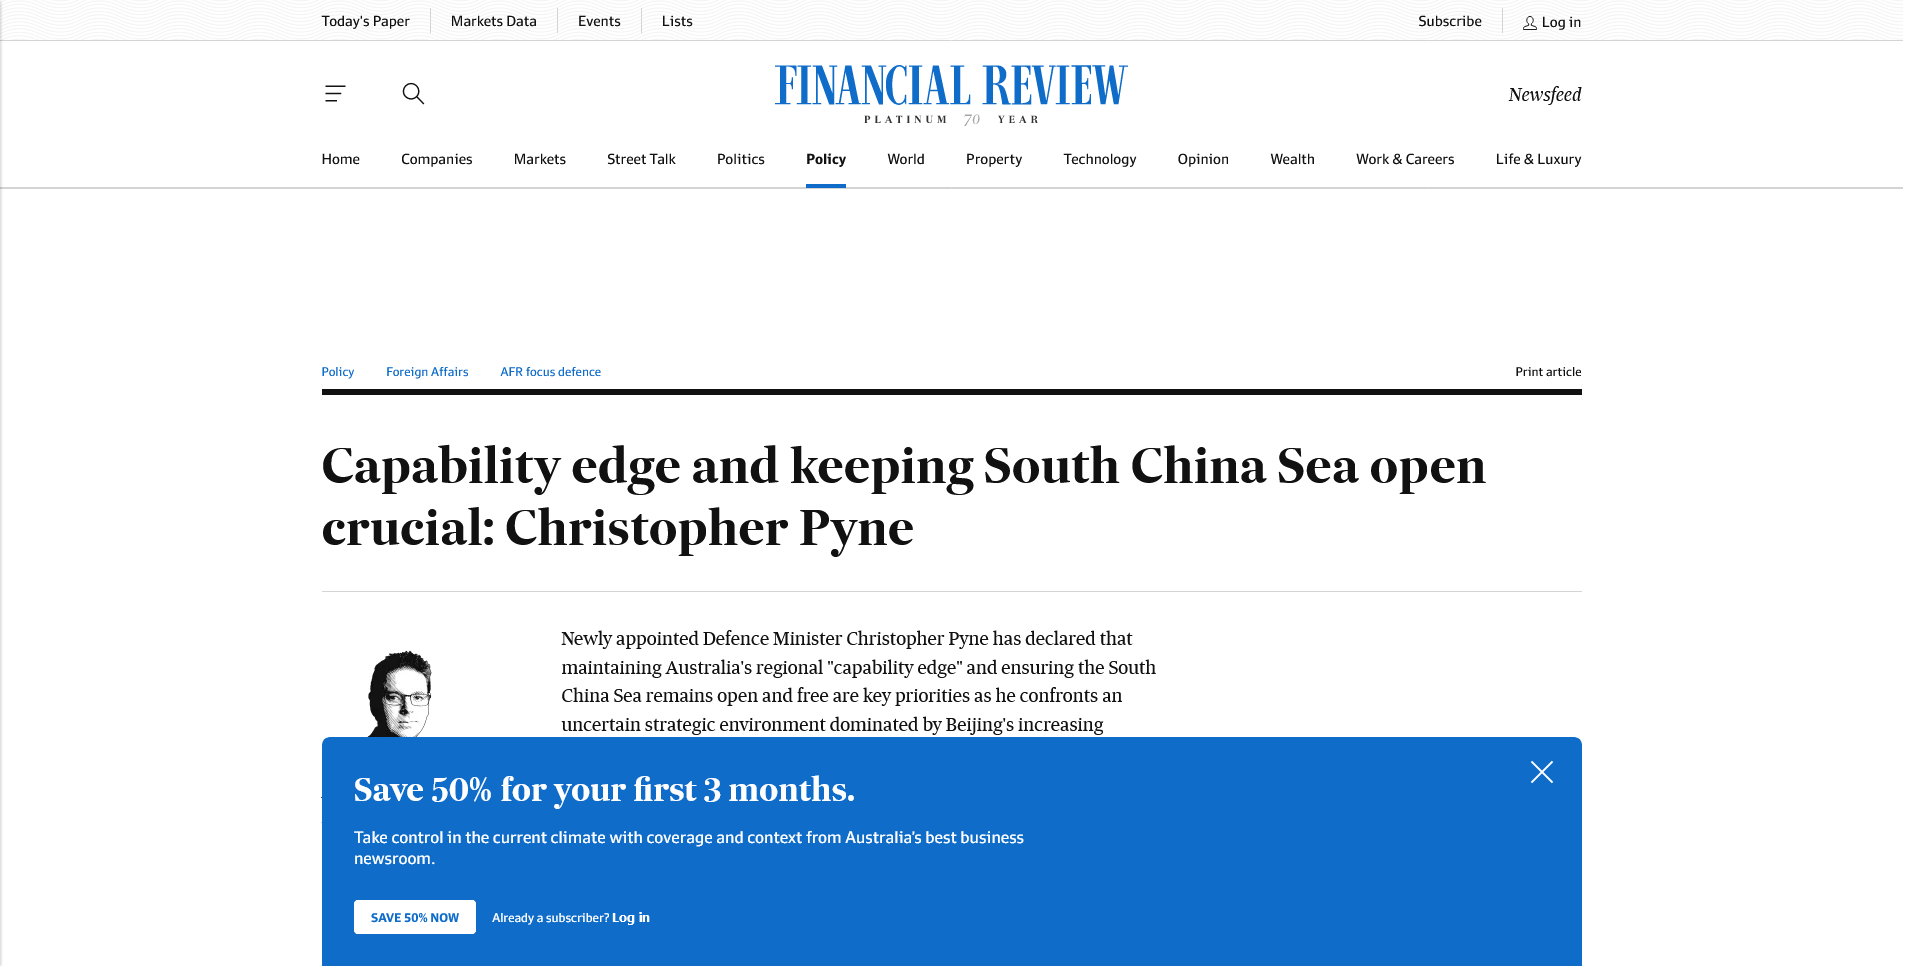 Today's Paper
Markets Data
Events
Lists
Subscribe
Log in
FINANCIAL REVIEW
PLATINUM 70 YEAR
Newsfeed
Home
Companies
Markets
Street Talk
Politics
Policy
World
Property
Technology
Opinion
Wealth
Work & Careers
Life & Luxury
Policy
Foreign Affairs
AFR focus defence
Print article
Capability edge and keeping South China Sea open
crucial: Christopher Pyne
Newly appointed Defence Minister Christopher Pyne has declared that
maintaining Australia's regional "capability edge" and ensuring the South
China Sea remains open and free are key priorities as he confronts an
uncertain strategic environment dominated by Beijing's increasing
Save 50% for your first 3 months.
Take control in the current climate with coverage and context from Australia's best business
newsroom.
SAVE 50% NOW
Already a subscriber? Log in